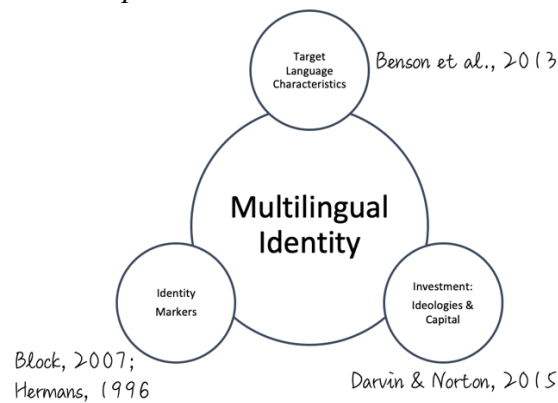 Target
Language
Characteristics
Benson et al., 2013
Multilingual
Identity
Identity
Markers
Investment:
Ideologies &
Capital
Block, 2007;
Hermans, 1996
Darvin & Norton, 2015